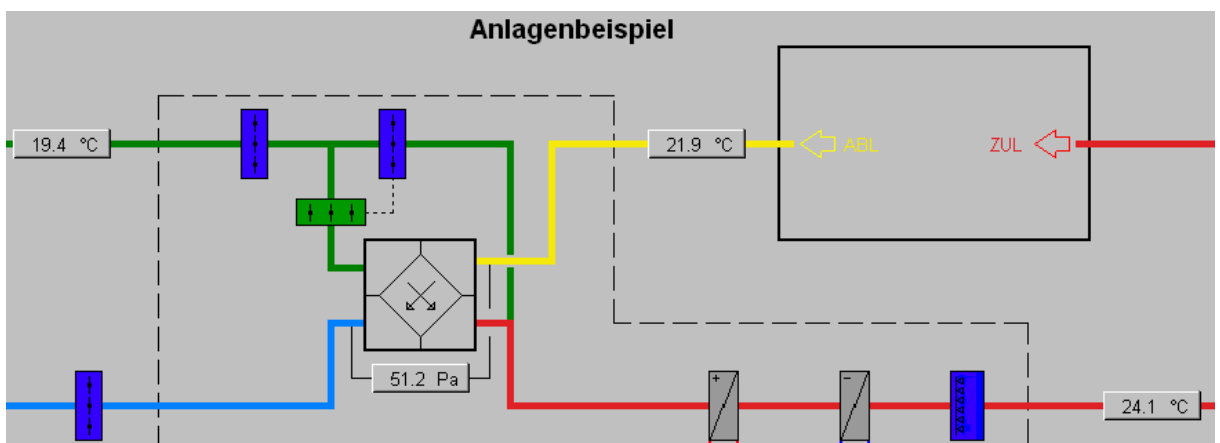 Anlagenbeispiel
19.4 °C
21.9 °C
ABL
ZUL
51.2 Pa
+
−
24.1 °C